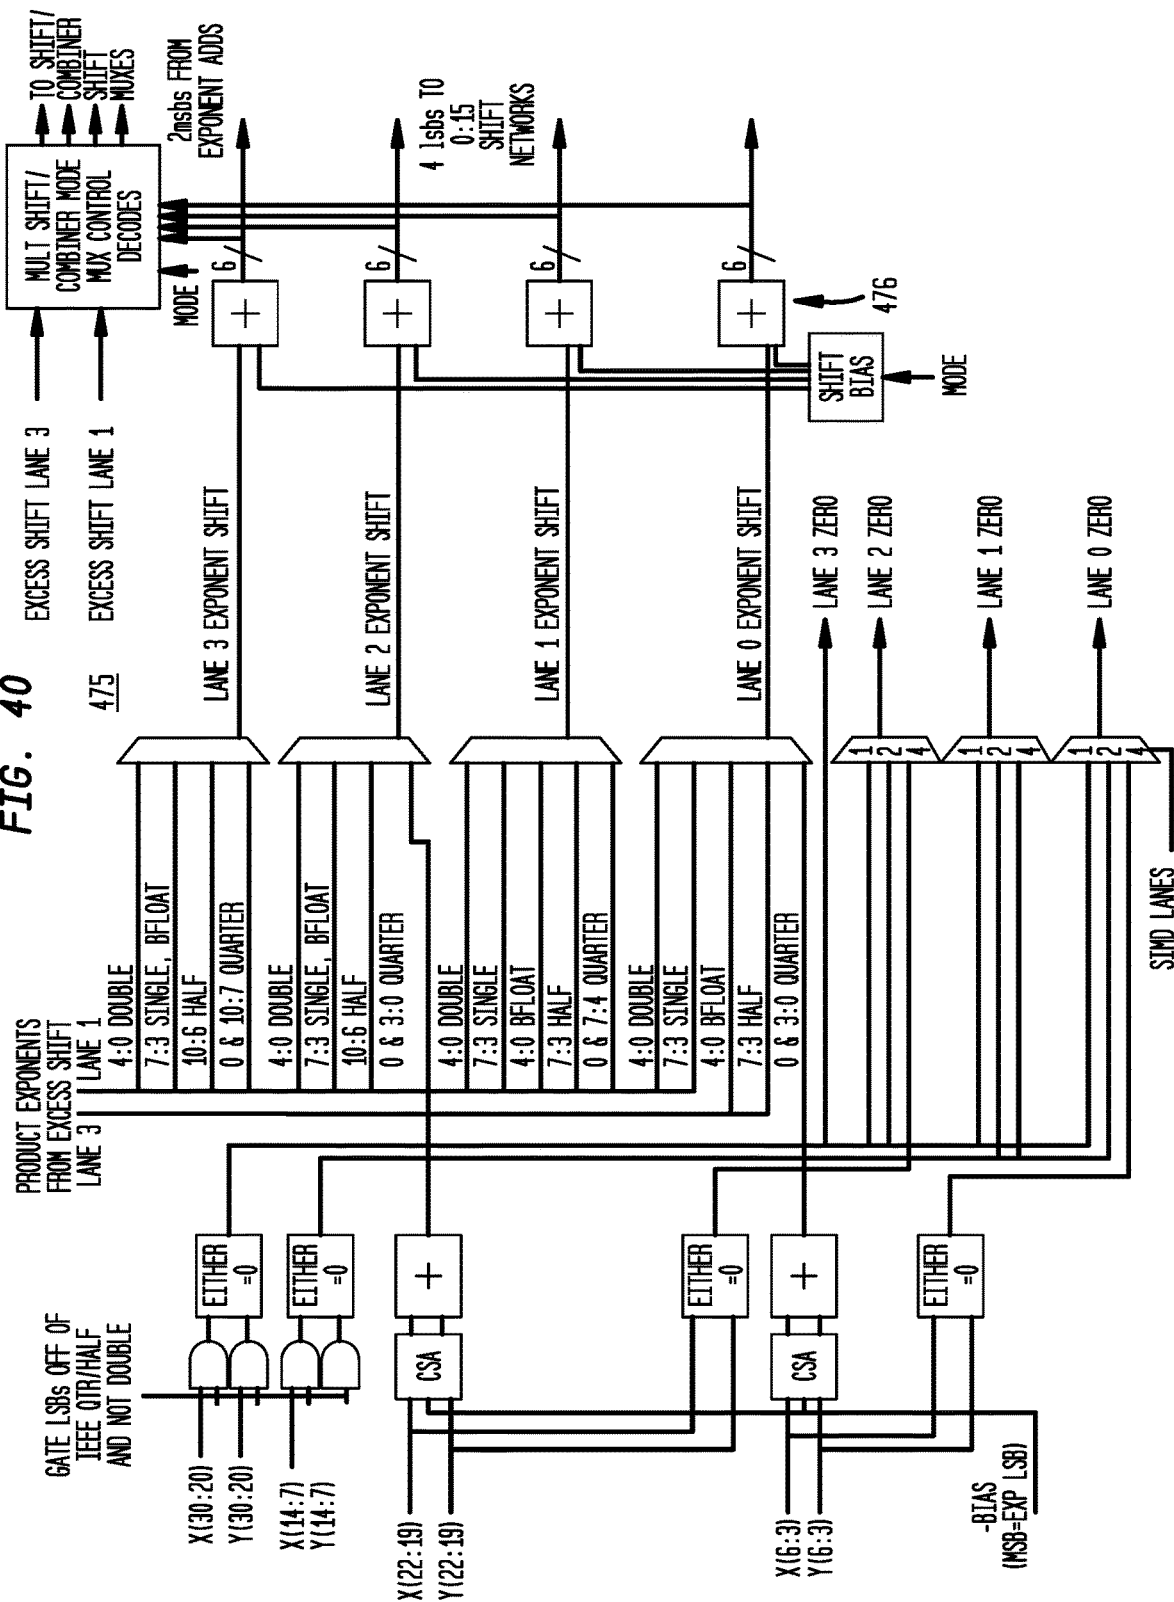 FIG. 40
475
PRODUCT EXPONENTS
FROM EXCESS SHIFT
LANE 3 LANE 1
GATE LSBs OFF OF
IEEE QTR/HALF
AND NOT DOUBLE
X(30:20)
Y(30:20)
X(14:7)
Y(14:7)
X(22:19)
Y(22:19)
X(6:3)
Y(6:3)
-BIAS
(MSB=EXP LSB)
EITHER
=0
EITHER
=0
CSA
+
EITHER
=0
CSA
+
EITHER
=0
4:0 DOUBLE
7:3 SINGLE, BFLOAT
10:6 HALF
0 & 10:7 QUARTER
4:0 DOUBLE
7:3 SINGLE, BFLOAT
10:6 HALF
0 & 3:0 QUARTER
4:0 DOUBLE
7:3 SINGLE
4:0 BFLOAT
7:3 HALF
0 & 7:4 QUARTER
4:0 DOUBLE
7:3 SINGLE
4:0 BFLOAT
7:3 HALF
0 & 3:0 QUARTER
1
2
4
1
2
4
1
2
4
SIMD LANES
LANE 3 EXPONENT SHIFT
LANE 2 EXPONENT SHIFT
LANE 1 EXPONENT SHIFT
LANE 0 EXPONENT SHIFT
LANE 3 ZERO
LANE 2 ZERO
LANE 1 ZERO
LANE 0 ZERO
EXCESS SHIFT LANE 3
EXCESS SHIFT LANE 1
MULT SHIFT/
COMBINER MODE
MUX CONTROL
DECODES
MODE
TO SHIFT/
COMBINER
SHIFT
MUXES
+
6
+
6
+
6
+
6
476
SHIFT
BIAS
MODE
2msbs FROM
EXPONENT ADDS
4 lsbs TO
0:15
SHIFT
NETWORKS